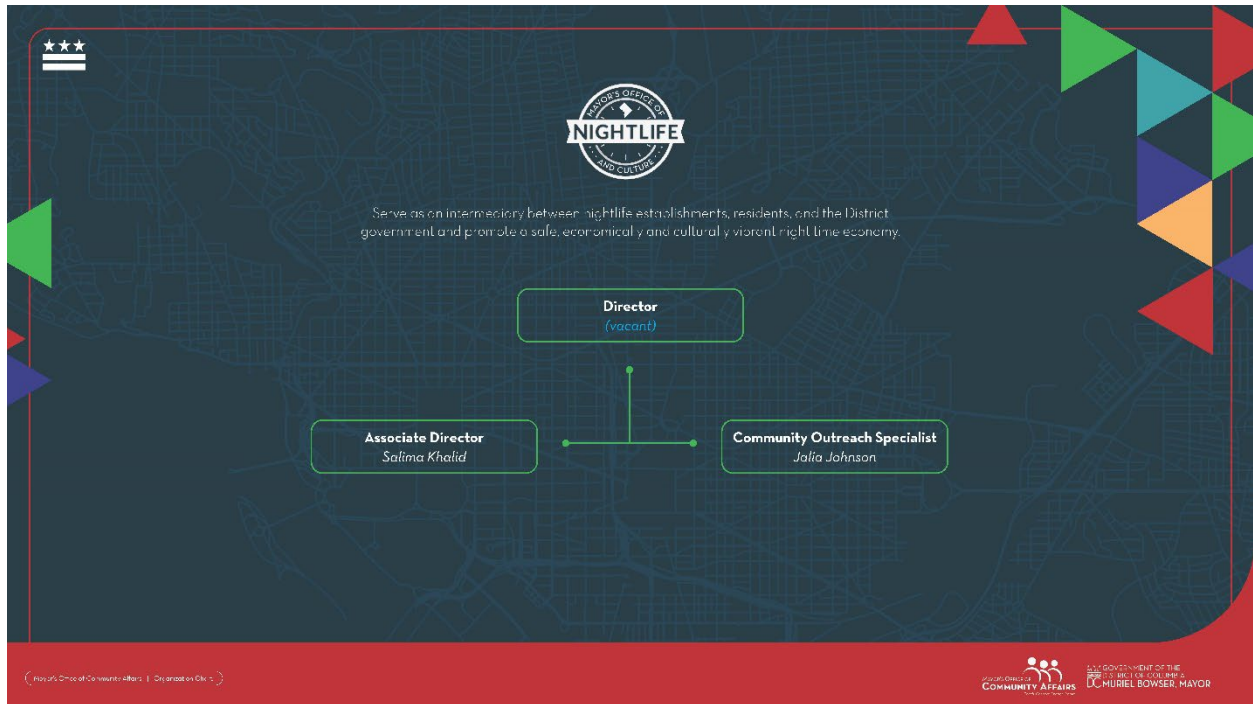 MAYOR'S OFFICE OF
NIGHTLIFE
AND CULTURE
Serve as an intermediary between nightlife establishments, residents, and the District
government and promote a safe, economically and culturally vibrant night time economy.
Director
(vacant)
Associate Director
Salima Khalid
Community Outreach Specialist
Jalia Johnson
Mayor's Office of Community Affairs | Organization Chart
MAYOR'S OFFICE OF
COMMUNITY AFFAIRS
GOVERNMENT OF THE
DISTRICT OF COLUMBIA
DC MURIEL BOWSER, MAYOR